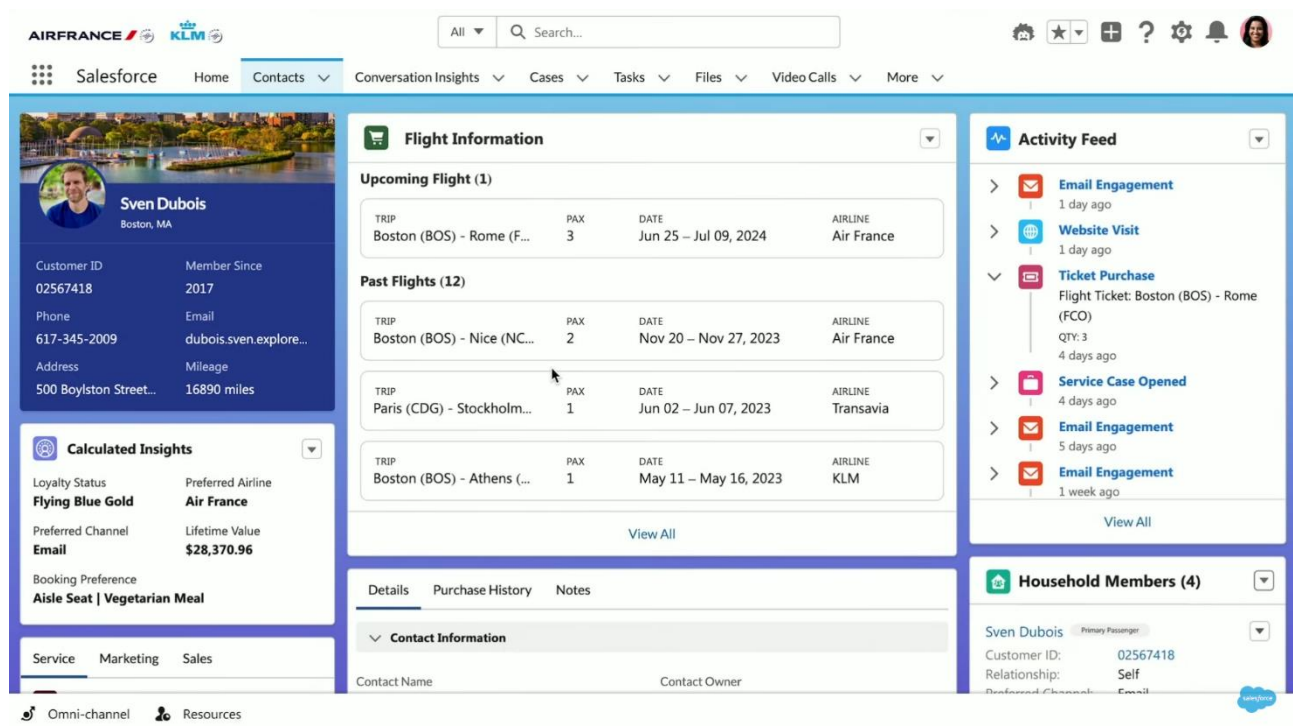 AIRFRANCE KLM
All Search...
Salesforce Home Contacts Conversation Insights Cases Tasks Files Video Calls More
Sven Dubois
Boston, MA
Customer ID Member Since
02567418 2017
Phone Email
617-345-2009 dubois.sven.explore...
Address Mileage
500 Boylston Street... 16890 miles
Calculated Insights
Loyalty Status Preferred Airline
Flying Blue Gold Air France
Preferred Channel Lifetime Value
Email $28,370.96
Booking Preference
Aisle Seat | Vegetarian Meal
Service Marketing Sales
Flight Information
Upcoming Flight (1)
TRIP PAX DATE AIRLINE
Boston (BOS) - Rome (F... 3 Jun 25 – Jul 09, 2024 Air France
Past Flights (12)
TRIP PAX DATE AIRLINE
Boston (BOS) - Nice (NC... 2 Nov 20 – Nov 27, 2023 Air France
TRIP PAX DATE AIRLINE
Paris (CDG) - Stockholm... 1 Jun 02 – Jun 07, 2023 Transavia
TRIP PAX DATE AIRLINE
Boston (BOS) - Athens (... 1 May 11 – May 16, 2023 KLM
View All
Details Purchase History Notes
Contact Information
Contact Name Contact Owner
Activity Feed
Email Engagement
1 day ago
Website Visit
1 day ago
Ticket Purchase
Flight Ticket: Boston (BOS) - Rome
(FCO)
QTY: 3
4 days ago
Service Case Opened
4 days ago
Email Engagement
5 days ago
Email Engagement
1 week ago
View All
Household Members (4)
Sven Dubois Primary Passenger
Customer ID: 02567418
Relationship: Self
Preferred Channel: Email
salesforce
Omni-channel Resources